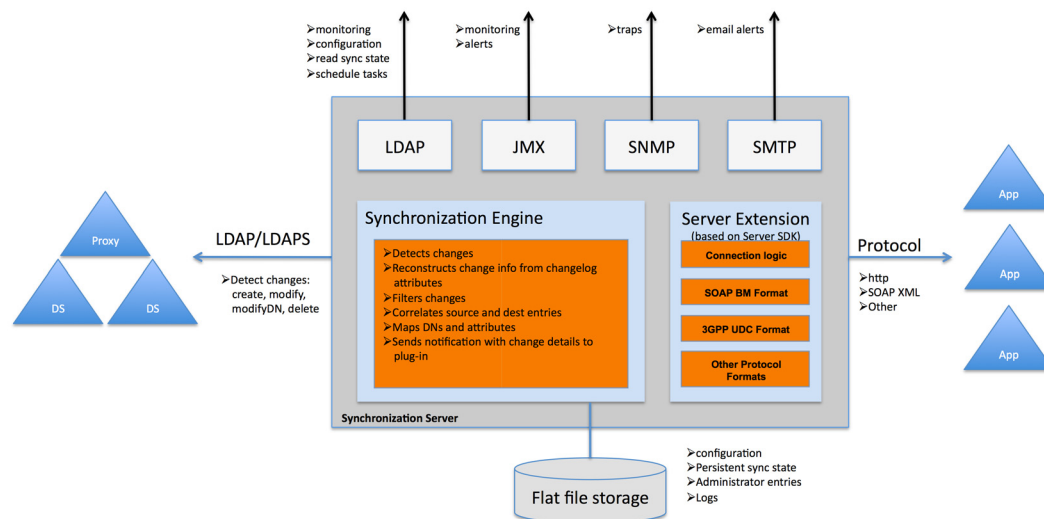 ➢monitoring
➢configuration
➢read sync state
➢schedule tasks
➢monitoring
➢alerts
➢traps
➢email alerts
LDAP
JMX
SNMP
SMTP
Proxy
DS
DS
LDAP/LDAPS
➢Detect changes:
create, modify,
modifyDN, delete
Synchronization Engine
➢Detects changes
➢Reconstructs change info from changelog
attributes
➢Filters changes
➢Correlates source and dest entries
➢Maps DNs and attributes
➢Sends notification with change details to
plug-in
Server Extension
(based on Server SDK)
Connection logic
SOAP BM Format
3GPP UDC Format
Other Protocol
Formats
Protocol
➢http
➢SOAP XML
➢Other
App
App
App
Synchronization Server
Flat file storage
➢configuration
➢Persistent sync state
➢Administrator entries
➢Logs